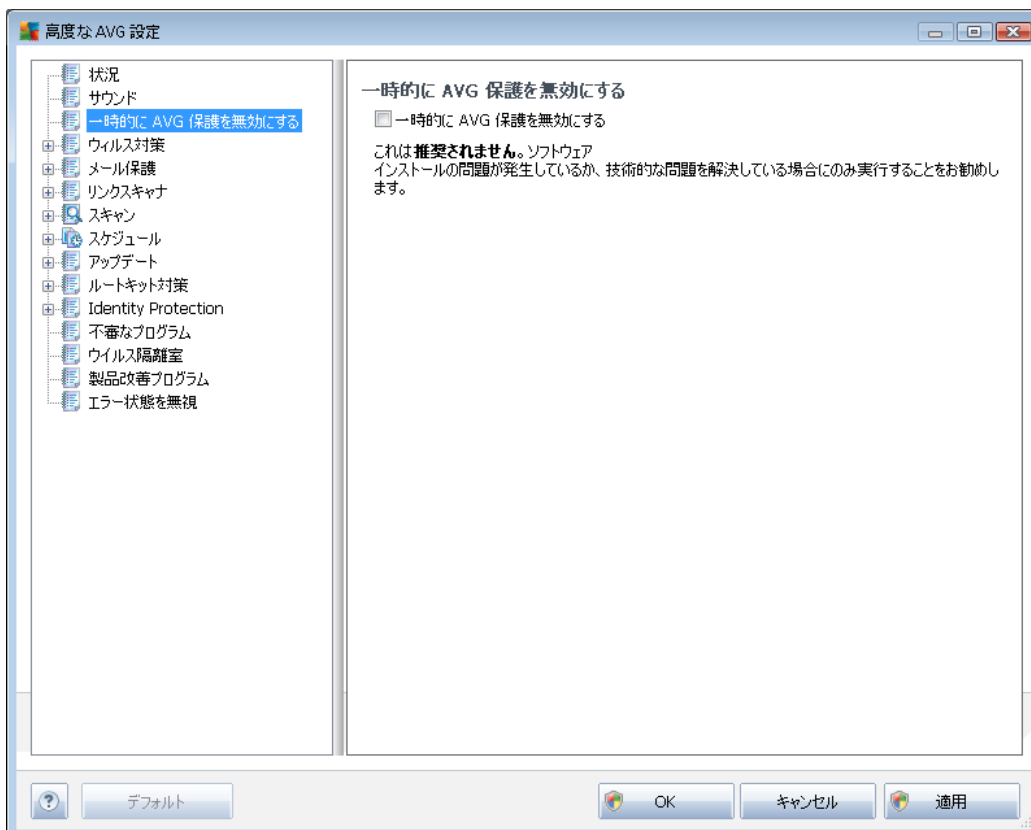 高度な AVG 設定
状況
サウンド
一時的に AVG 保護を無効にする
ウィルス対策
メール保護
リンクスキャナ
スキャン
スケジュール
アップデート
ルートキット対策
Identity Protection
不審なプログラム
ウイルス隔離室
製品改善プログラム
エラー状態を無視
一時的に AVG 保護を無効にする
一時的に AVG 保護を無効にする
これは推奨されません。ソフトウェア
インストールの問題が発生しているか、技術的な問題を解決している場合にのみ実行することをお勧めし
ます。
?
デフォルト
OK
キャンセル
適用